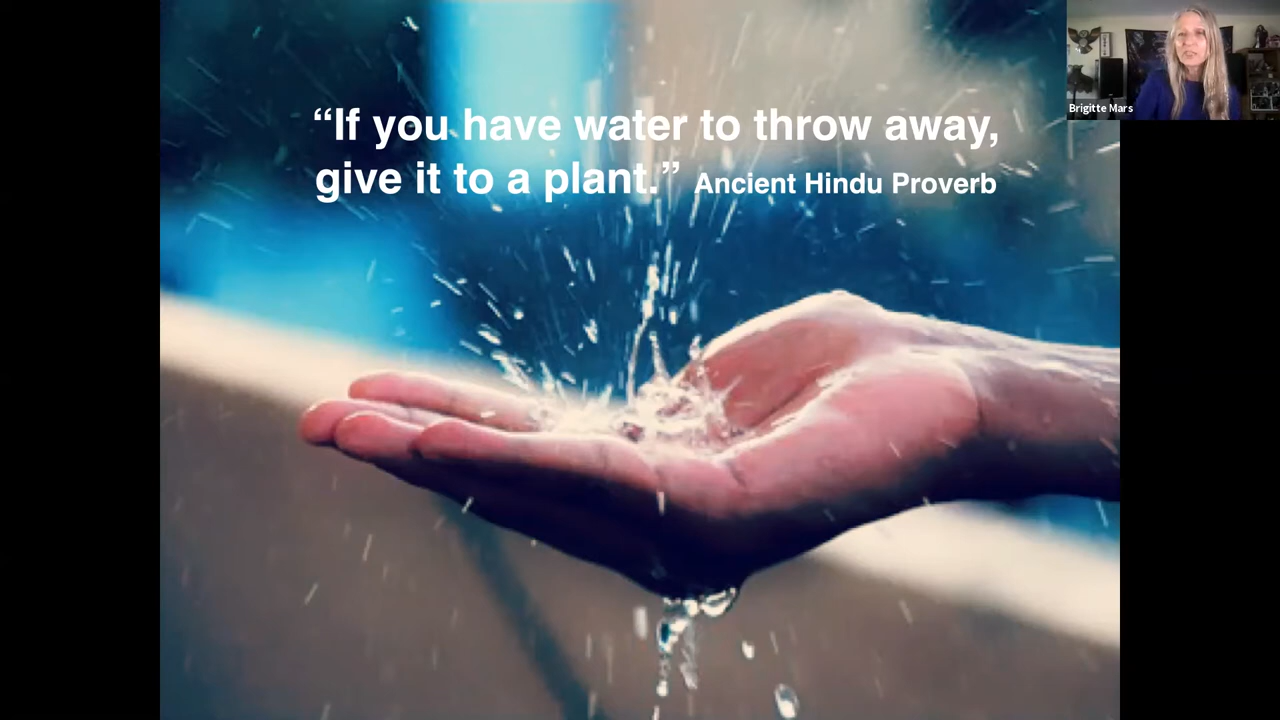 “If you have water to throw away,
give it to a plant.” Ancient Hindu Proverb
Brigitte Mars